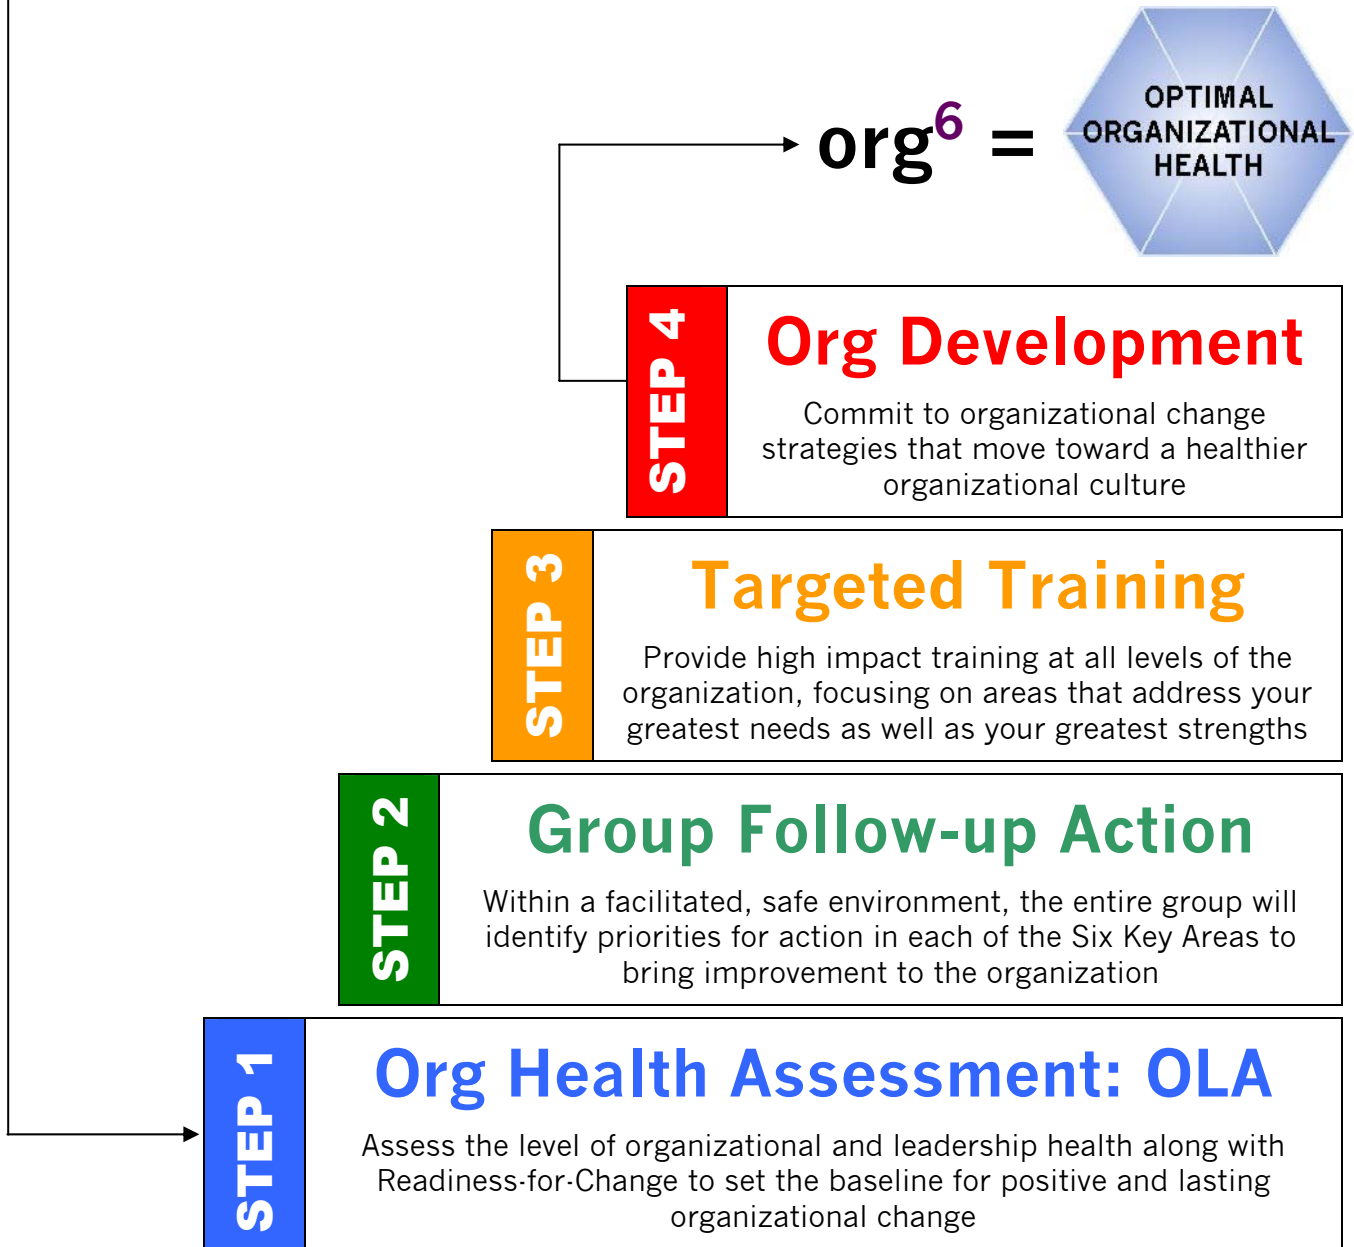 org6 =
OPTIMAL
ORGANIZATIONAL
HEALTH
STEP 4
Org Development
Commit to organizational change
strategies that move toward a healthier
organizational culture
STEP 3
Targeted Training
Provide high impact training at all levels of the
organization, focusing on areas that address your
greatest needs as well as your greatest strengths
STEP 2
Group Follow-up Action
Within a facilitated, safe environment, the entire group will
identify priorities for action in each of the Six Key Areas to
bring improvement to the organization
STEP 1
Org Health Assessment: OLA
Assess the level of organizational and leadership health along with
Readiness-for-Change to set the baseline for positive and lasting
organizational change